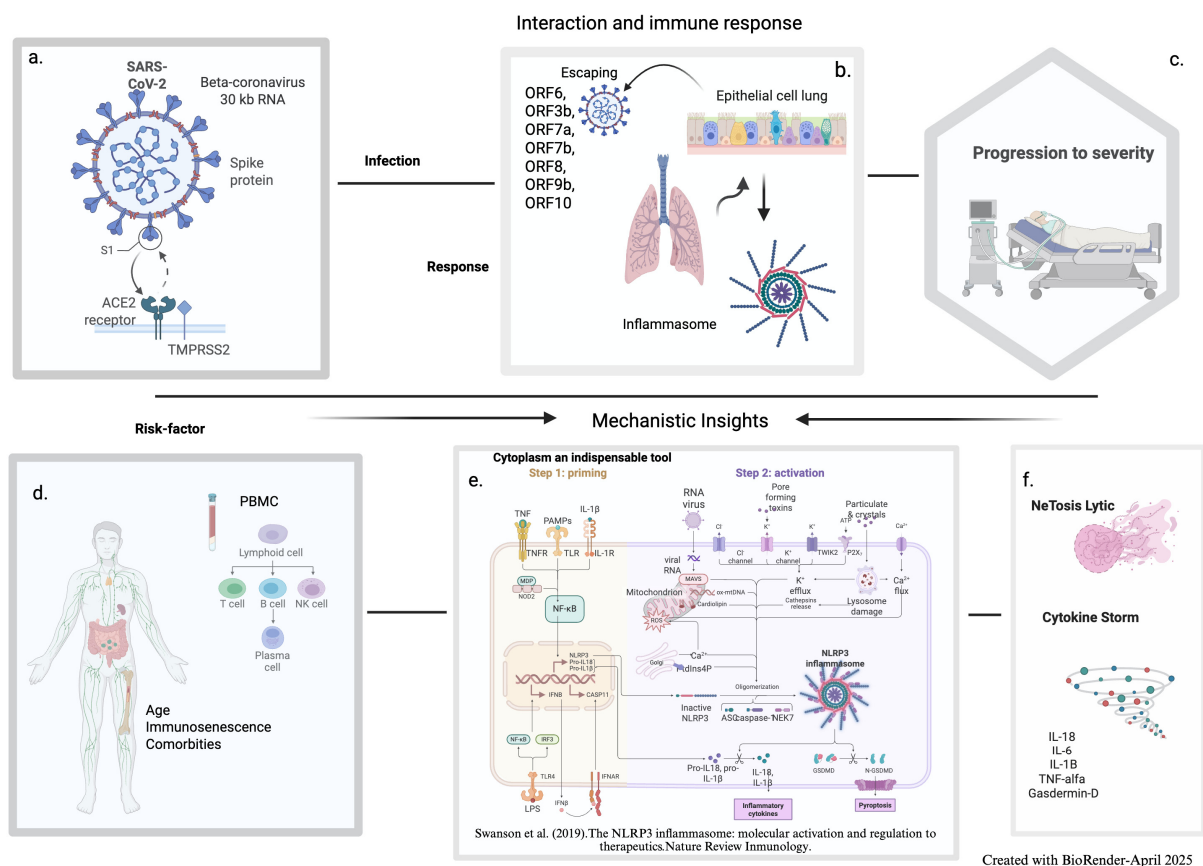 Interaction and immune response
a.
SARS-
CoV-2
Beta-coronavirus
30 kb RNA
Spike
protein
S1
ACE2
receptor
TMPRSS2
Infection
Response
b.
Escaping
ORF6,
ORF3b,
ORF7a,
ORF7b,
ORF8,
ORF9b,
ORF10
Epithelial cell lung
Inflammasome
c.
Progression to severity
Mechanistic Insights
Risk-factor
d.
PBMC
Lymphoid cell
T cell
B cell
NK cell
Plasma
cell
Age
Immunosenescence
Comorbities
Cytoplasm an indispensable tool
e.
Step 1: priming
Step 2: activation
TNF
PAMPs
IL-1β
TNFR
TLR
IL-1R
MDP
NOD2
NF-κB
NLRP3
Pro-IL18
Pro-IL1β
IFNB
CASP11
NF-κB
IRF3
TLR4
LPS
IFNβ
IFNAR
RNA
virus
Pore
forming
toxins
Particulate
& crystals
Cl⁻
K⁺
K⁺
ATP
Ca²⁺
Cl⁻
channel
K⁺
channel
TWIK2
P2X₇
viral
RNA
MAVS
Mitochondrion
ox-mtDNA
Cardiolipin
ROS
K⁺
efflux
Cathepsins
release
Lysosome
damage
Ca²⁺
flux
Golgi
Ca²⁺
PtdIns4P
NLRP3
inflammasome
Oligomerization
Inactive
NLRP3
ASC
caspase-1
NEK7
Pro-IL18, pro-
IL-1β
IL-18,
IL-1β
GSDMD
N-GSDMD
Inflammatory
cytokines
Pyroptosis
Swanson et al. (2019).The NLRP3 inflammasome: molecular activation and regulation to
therapeutics.Nature Review Inmunology.
f.
NeTosis Lytic
Cytokine Storm
IL-18
IL-6
IL-1B
TNF-alfa
Gasdermin-D
Created with BioRender-April 2025